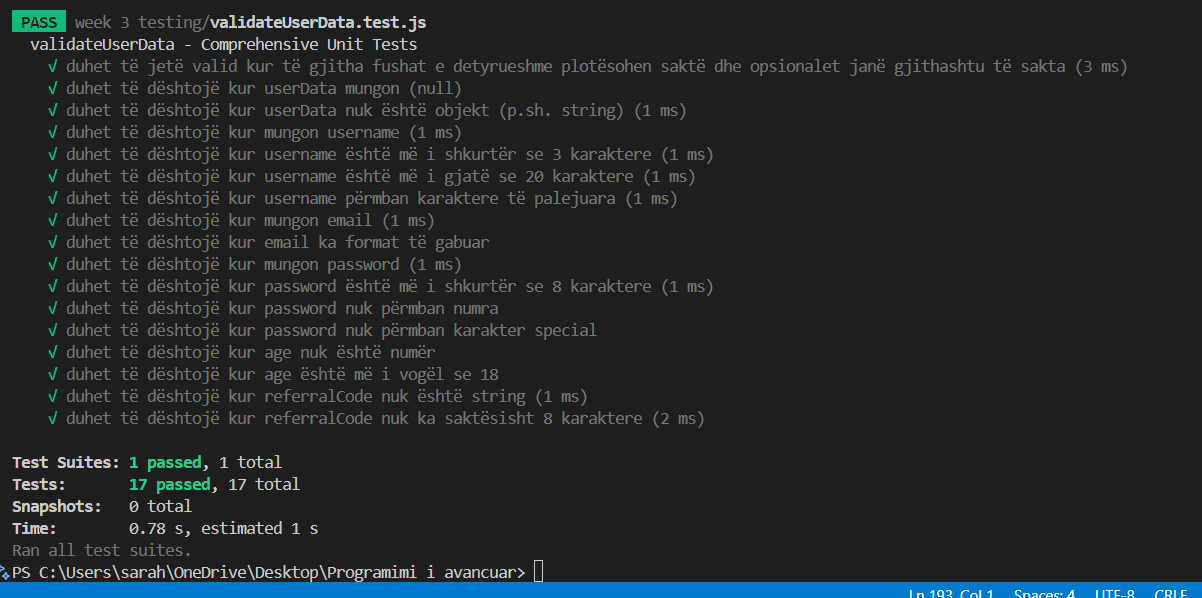 PASS week 3 testing/validateUserData.test.js
validateUserData - Comprehensive Unit Tests
√ duhet të jetë valid kur të gjitha fushat e detyrueshme plotësohen saktë dhe opsionalet janë gjithashtu të sakta (3 ms)
√ duhet të dështojë kur userData mungon (null)
√ duhet të dështojë kur userData nuk është objekt (p.sh. string) (1 ms)
√ duhet të dështojë kur mungon username (1 ms)
√ duhet të dështojë kur username është më i shkurtër se 3 karaktere (1 ms)
√ duhet të dështojë kur username është më i gjatë se 20 karaktere (1 ms)
√ duhet të dështojë kur username përmban karaktere të palejuara (1 ms)
√ duhet të dështojë kur mungon email (1 ms)
√ duhet të dështojë kur email ka format të gabuar
√ duhet të dështojë kur mungon password (1 ms)
√ duhet të dështojë kur password është më i shkurtër se 8 karaktere (1 ms)
√ duhet të dështojë kur password nuk përmban numra
√ duhet të dështojë kur password nuk përmban karakter special
√ duhet të dështojë kur age nuk është numër
√ duhet të dështojë kur age është më i vogël se 18
√ duhet të dështojë kur referralCode nuk është string (1 ms)
√ duhet të dështojë kur referralCode nuk ka saktësisht 8 karaktere (2 ms)
Test Suites: 1 passed, 1 total
Tests: 17 passed, 17 total
Snapshots: 0 total
Time: 0.78 s, estimated 1 s
Ran all test suites.
PS C:\Users\sarah\OneDrive\Desktop\Programimi i avancuar>
Ln 193, Col 1 Spaces: 4 UTF-8 CRLF